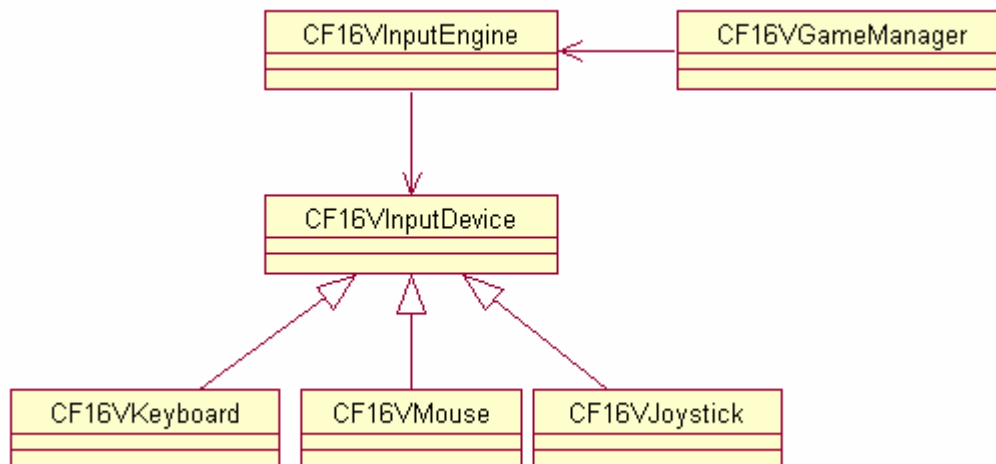 CF16VInputEngine
CF16VGameManager
CF16VInputDevice
CF16VKeyboard
CF16VMouse
CF16VJoystick